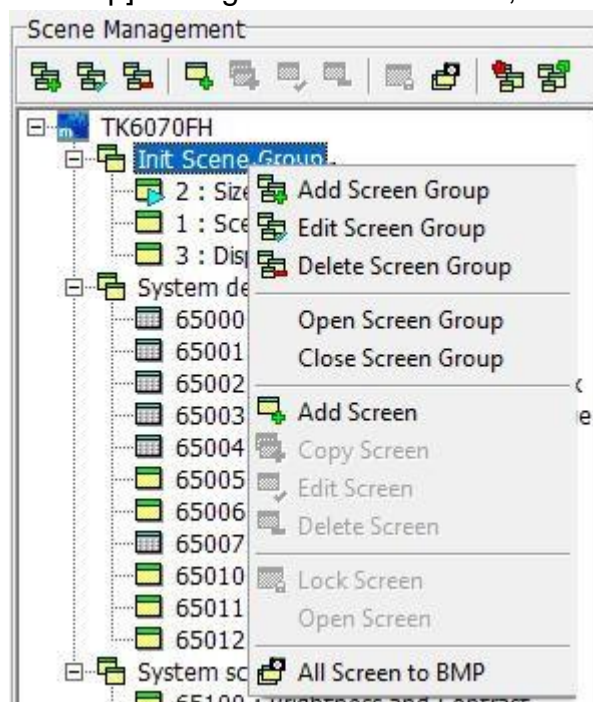 Scene Management
TK6070FH
Init Scene Group
2 : Size
1 : Sce
3 : Disp
System de
65000
65001
65002
65003
65004
65005
65006
65007
65010
65011
65012
System sc
Add Screen Group
Edit Screen Group
Delete Screen Group
Open Screen Group
Close Screen Group
Add Screen
Copy Screen
Edit Screen
Delete Screen
Lock Screen
Open Screen
All Screen to BMP